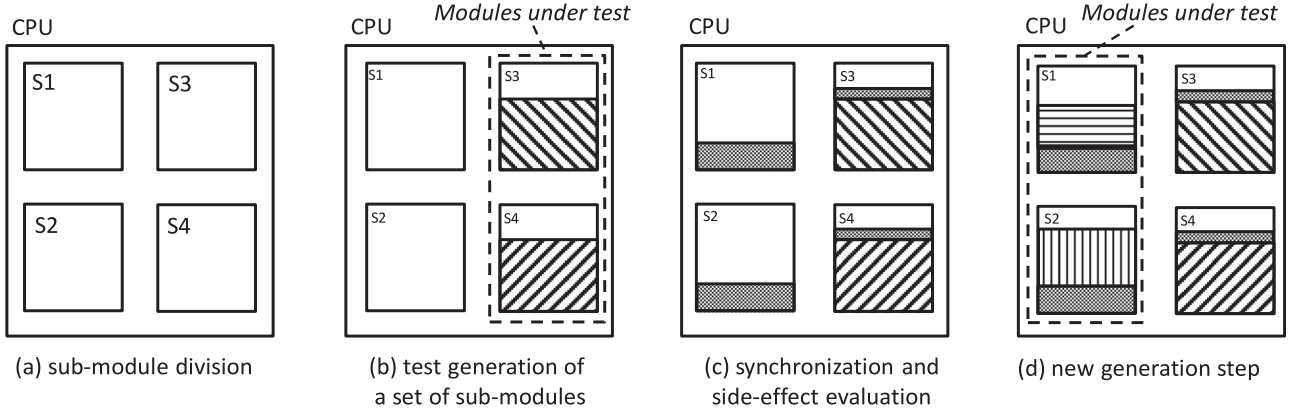 CPU
S1
S3
S2
S4
(a) sub-module division
Modules under test
CPU
S1
S3
S2
S4
(b) test generation of
a set of sub-modules
CPU
S1
S3
S2
S4
(c) synchronization and
side-effect evaluation
Modules under test
CPU
S1
S3
S2
S4
(d) new generation step